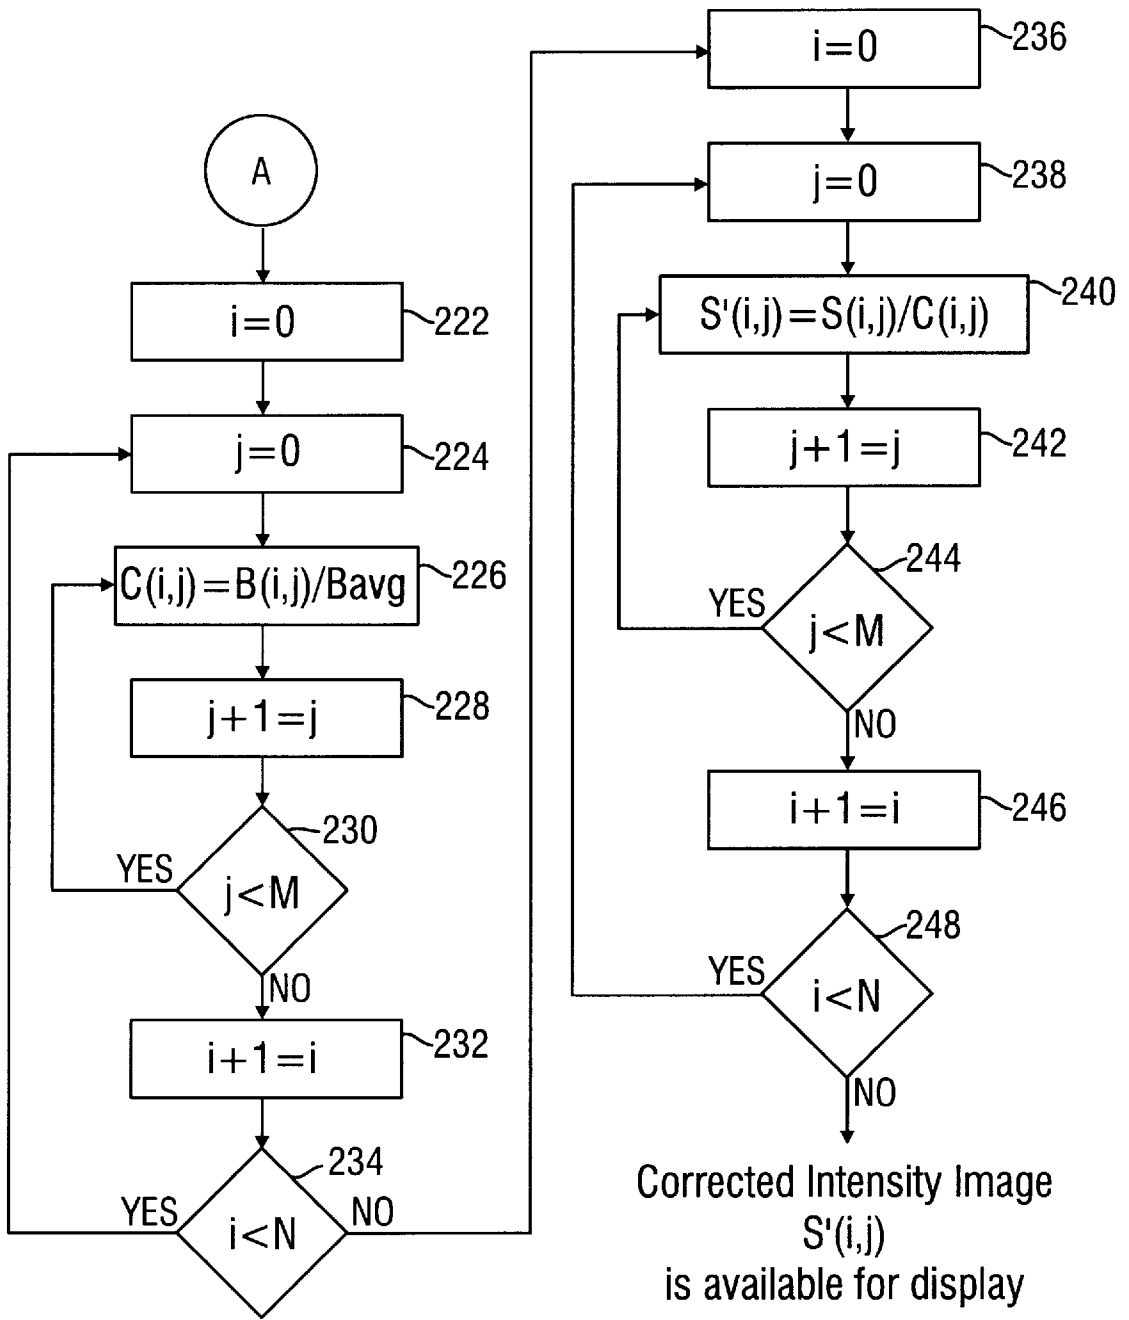 A
i=0
222
j=0
224
C(i,j)=B(i,j)/Bavg
226
j+1=j
228
230
YES
j<M
NO
i+1=i
232
234
YES
i<N
NO
i=0
236
j=0
238
S'(i,j)=S(i,j)/C(i,j)
240
j+1=j
242
244
YES
j<M
NO
i+1=i
246
248
YES
i<N
NO
Corrected Intensity Image
S'(i,j)
is available for display